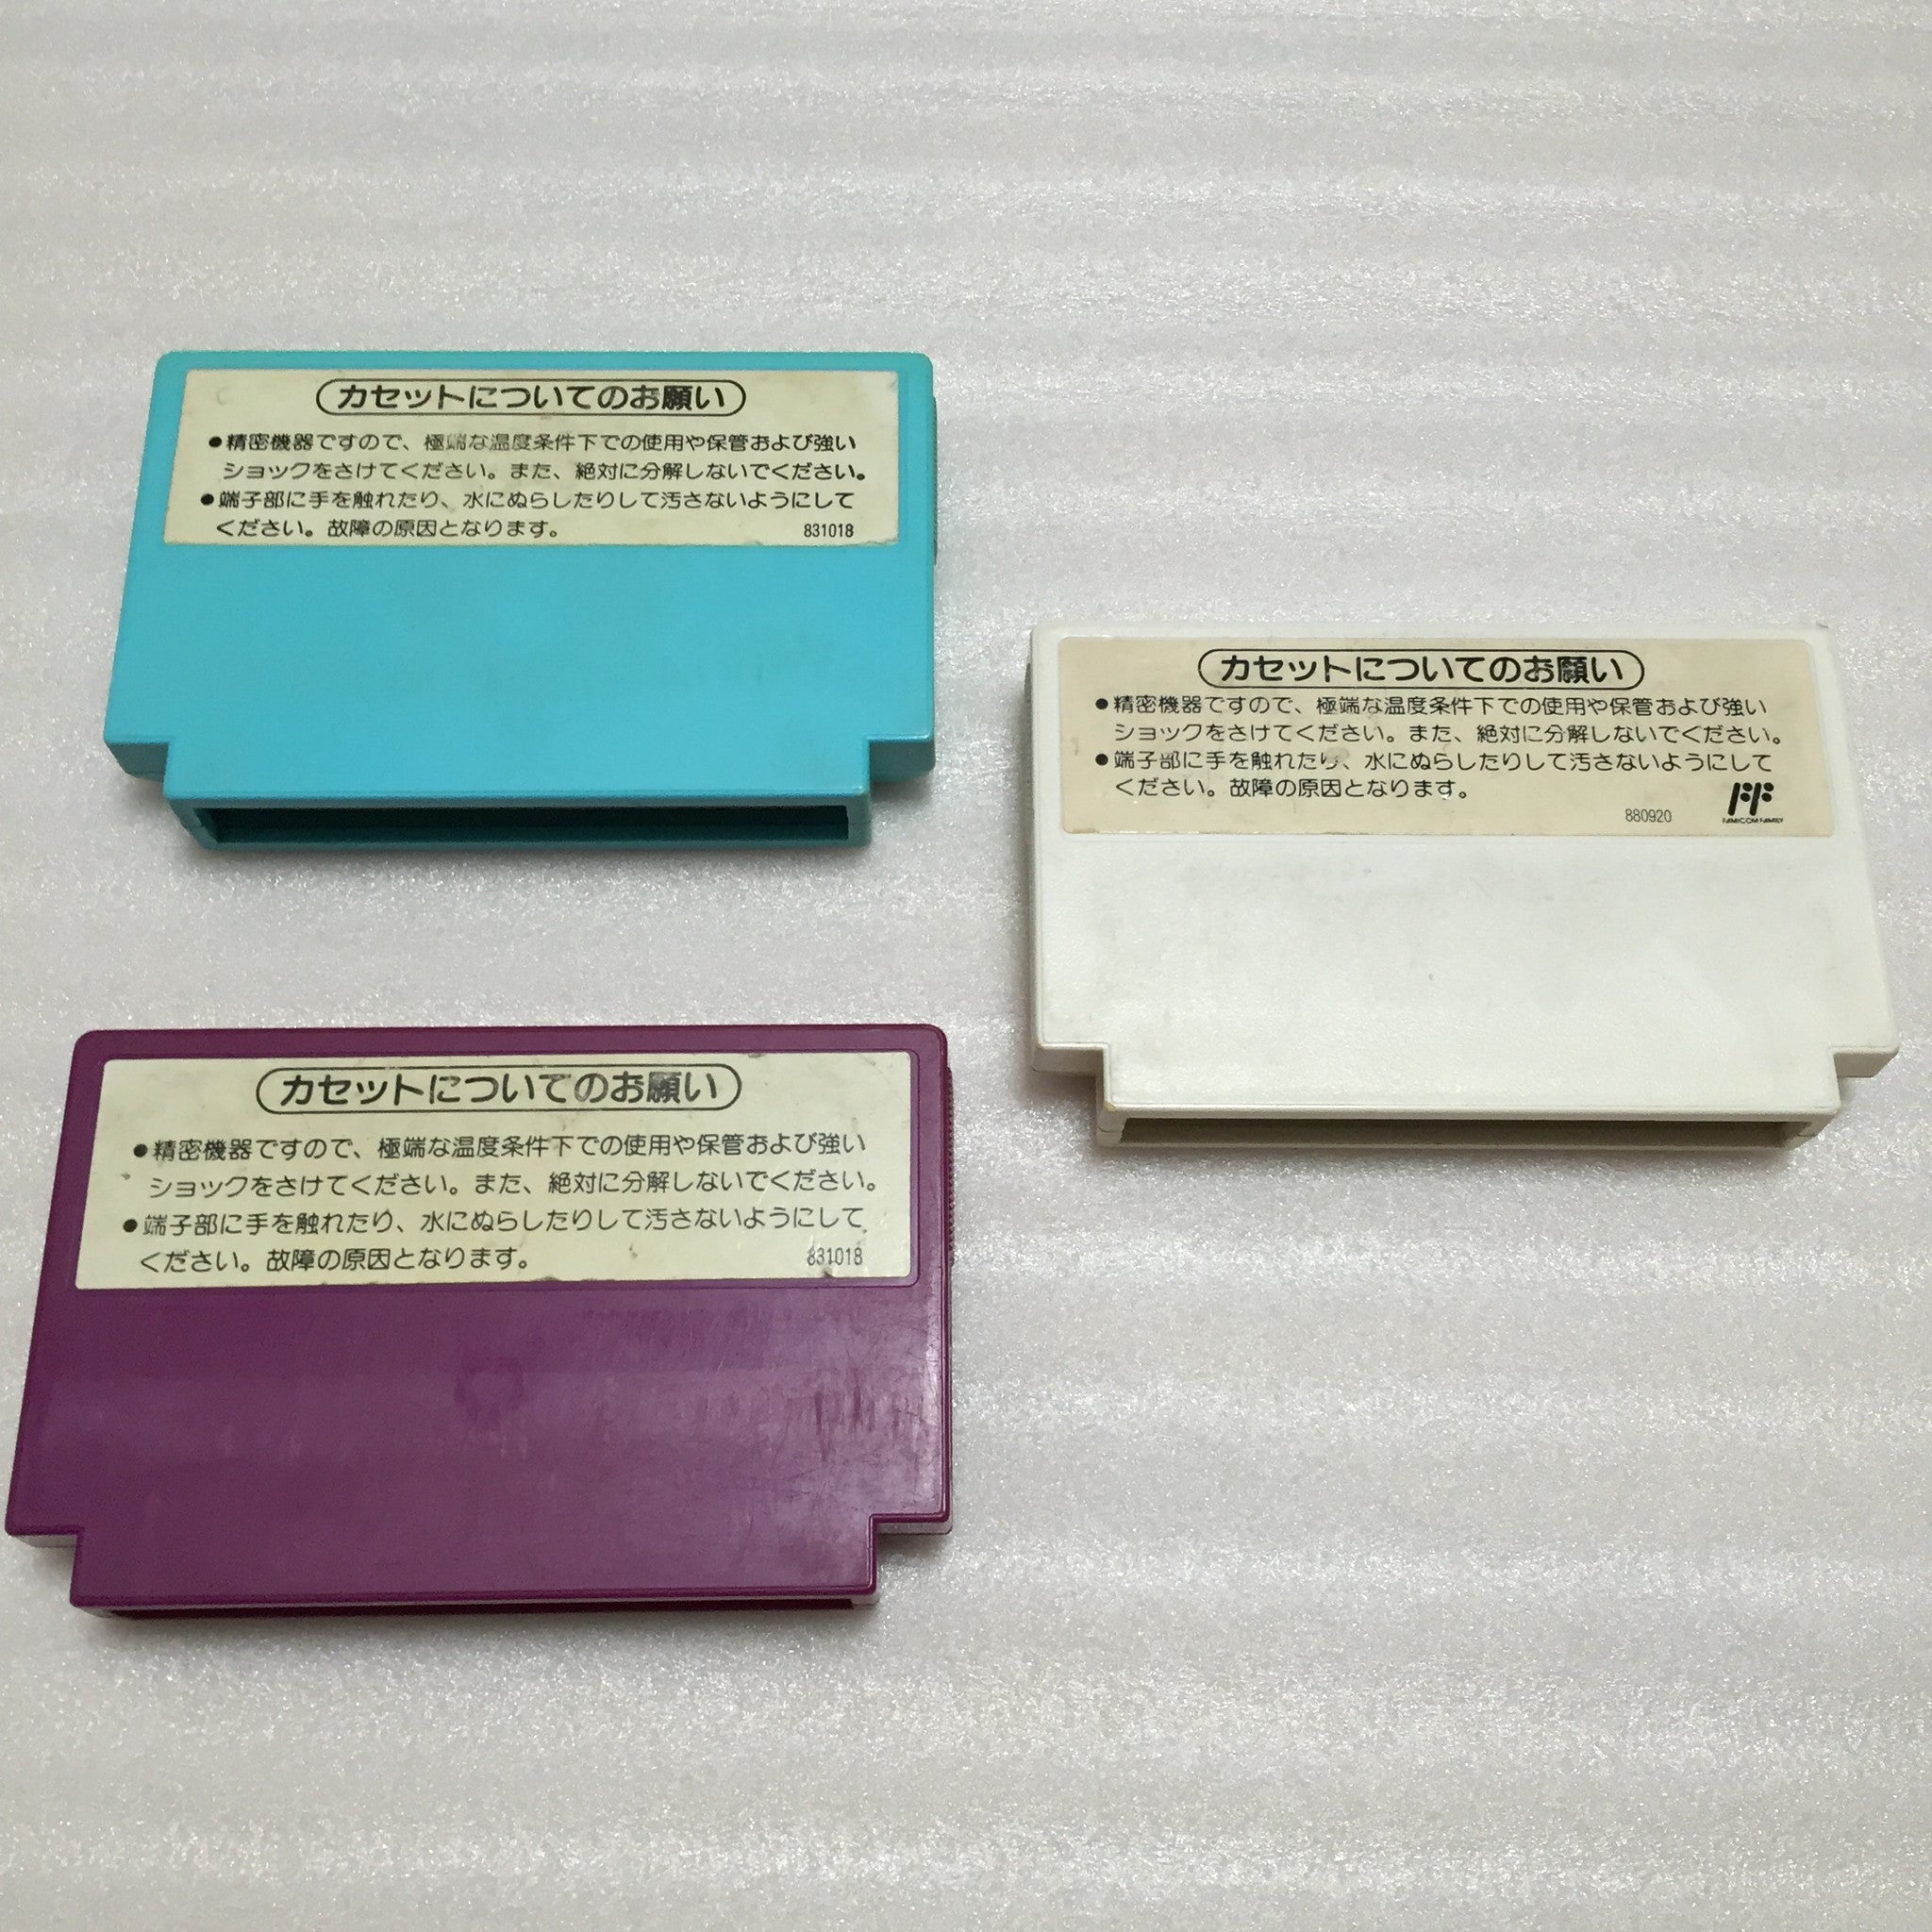 カセットについてのお願い
●精密機器ですので、極端な温度条件下での使用や保管および強い
ショックをさけてください。また、絶対に分解しないでください。
●端子部に手を触れたり、水にぬらしたりして汚さないようにして
ください。故障の原因となります。
831018
カセットについてのお願い
●精密機器ですので、極端な温度条件下での使用や保管および強い
ショックをさけてください。また、絶対に分解しないでください。
●端子部に手を触れたり、水にぬらしたりして汚さないようにして
ください。故障の原因となります。
880920
FF
FAMICOM FAMILY
カセットについてのお願い
●精密機器ですので、極端な温度条件下での使用や保管および強い
ショックをさけてください。また、絶対に分解しないでください。
●端子部に手を触れたり、水にぬらしたりして汚さないようにして
ください。故障の原因となります。
831018